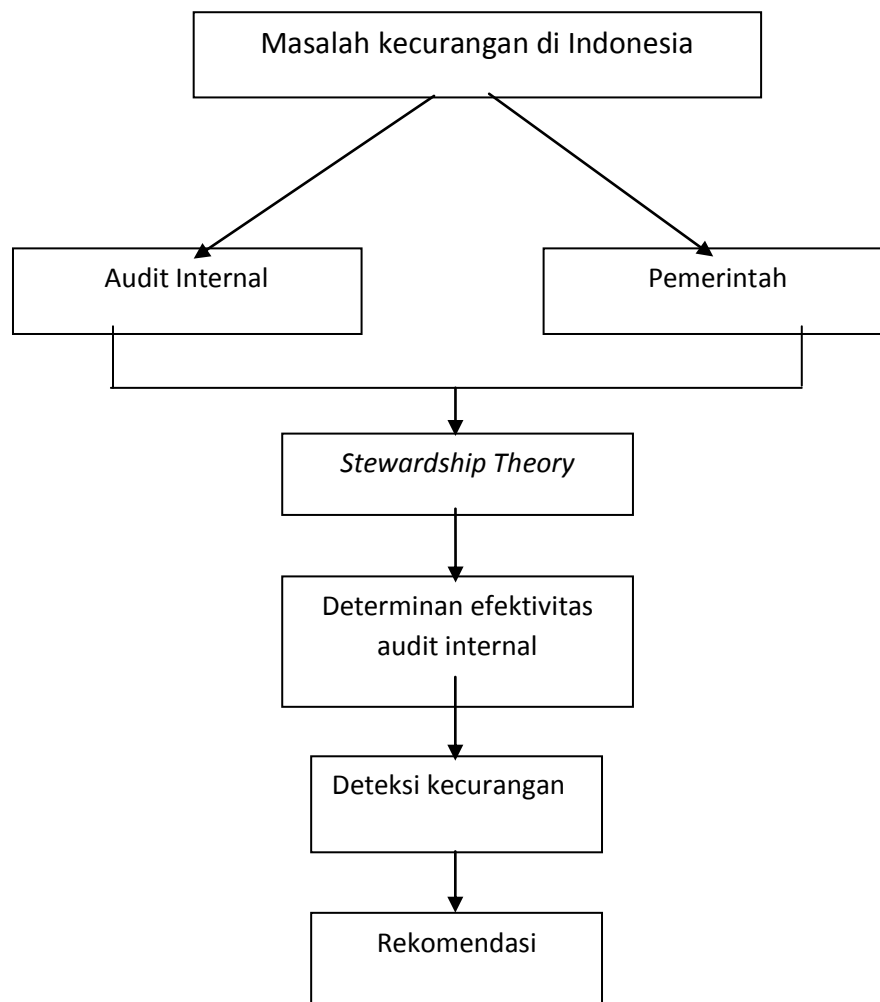 Masalah kecurangan di Indonesia
Audit Internal
Pemerintah
Stewardship Theory
Determinan efektivitas
audit internal
Deteksi kecurangan
Rekomendasi